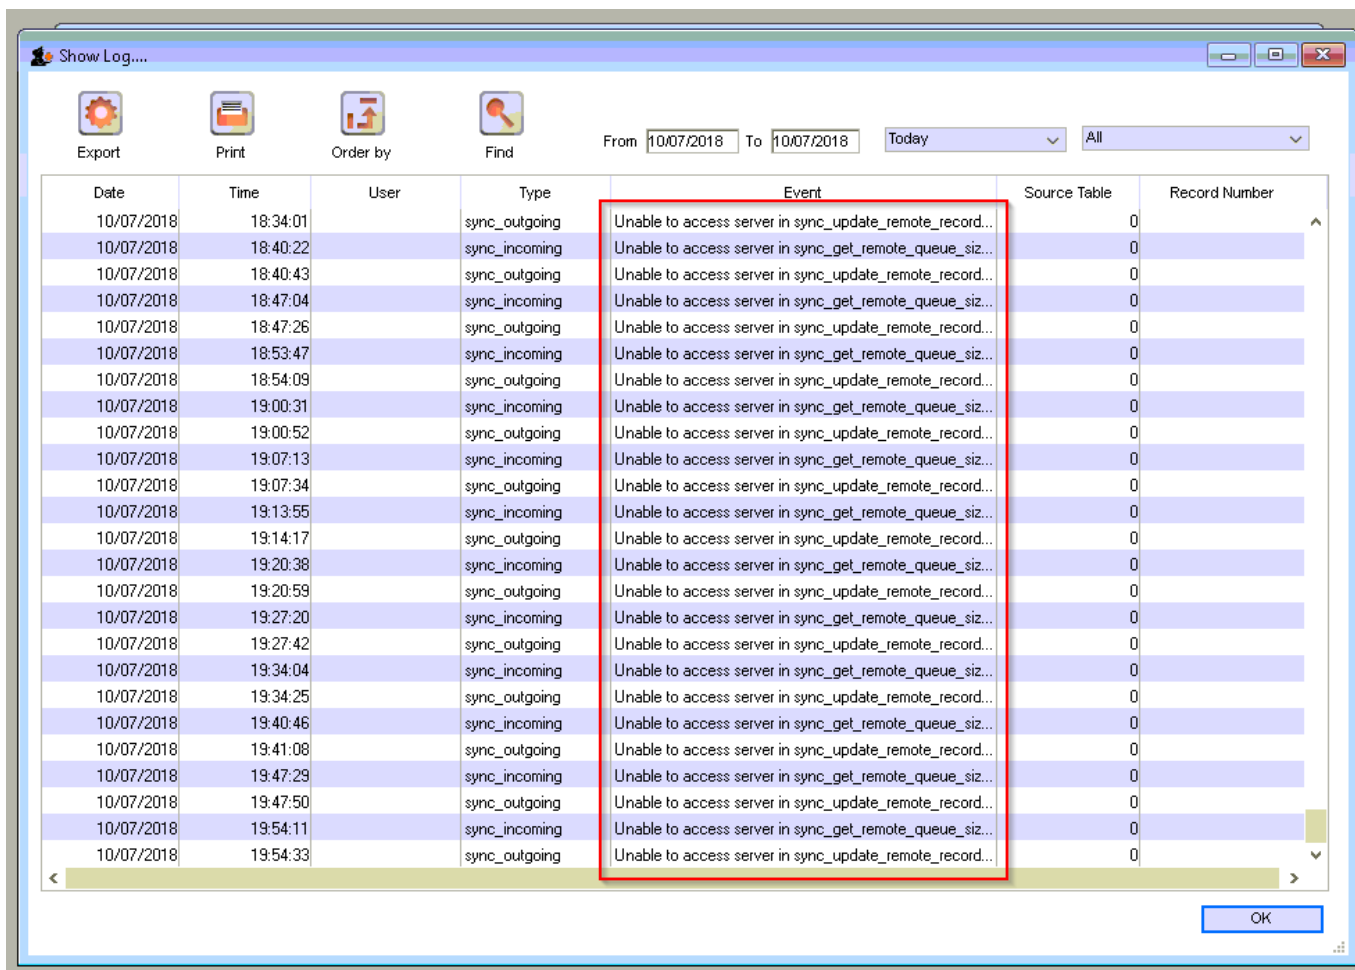 Show Log....
Export Print Order by Find From 10/07/2018 To 10/07/2018 Today All
Date Time User Type Event Source Table Record Number
10/07/2018 18:34:01 sync_outgoing Unable to access server in sync_update_remote_record... 0
10/07/2018 18:40:22 sync_incoming Unable to access server in sync_get_remote_queue_siz... 0
10/07/2018 18:40:43 sync_outgoing Unable to access server in sync_update_remote_record... 0
10/07/2018 18:47:04 sync_incoming Unable to access server in sync_get_remote_queue_siz... 0
10/07/2018 18:47:26 sync_outgoing Unable to access server in sync_update_remote_record... 0
10/07/2018 18:53:47 sync_incoming Unable to access server in sync_get_remote_queue_siz... 0
10/07/2018 18:54:09 sync_outgoing Unable to access server in sync_update_remote_record... 0
10/07/2018 19:00:31 sync_incoming Unable to access server in sync_get_remote_queue_siz... 0
10/07/2018 19:00:52 sync_outgoing Unable to access server in sync_update_remote_record... 0
10/07/2018 19:07:13 sync_incoming Unable to access server in sync_get_remote_queue_siz... 0
10/07/2018 19:07:34 sync_outgoing Unable to access server in sync_update_remote_record... 0
10/07/2018 19:13:55 sync_incoming Unable to access server in sync_get_remote_queue_siz... 0
10/07/2018 19:14:17 sync_outgoing Unable to access server in sync_update_remote_record... 0
10/07/2018 19:20:38 sync_incoming Unable to access server in sync_get_remote_queue_siz... 0
10/07/2018 19:20:59 sync_outgoing Unable to access server in sync_update_remote_record... 0
10/07/2018 19:27:20 sync_incoming Unable to access server in sync_get_remote_queue_siz... 0
10/07/2018 19:27:42 sync_outgoing Unable to access server in sync_update_remote_record... 0
10/07/2018 19:34:04 sync_incoming Unable to access server in sync_get_remote_queue_siz... 0
10/07/2018 19:34:25 sync_outgoing Unable to access server in sync_update_remote_record... 0
10/07/2018 19:40:46 sync_incoming Unable to access server in sync_get_remote_queue_siz... 0
10/07/2018 19:41:08 sync_outgoing Unable to access server in sync_update_remote_record... 0
10/07/2018 19:47:29 sync_incoming Unable to access server in sync_get_remote_queue_siz... 0
10/07/2018 19:47:50 sync_outgoing Unable to access server in sync_update_remote_record... 0
10/07/2018 19:54:11 sync_incoming Unable to access server in sync_get_remote_queue_siz... 0
10/07/2018 19:54:33 sync_outgoing Unable to access server in sync_update_remote_record... 0
OK